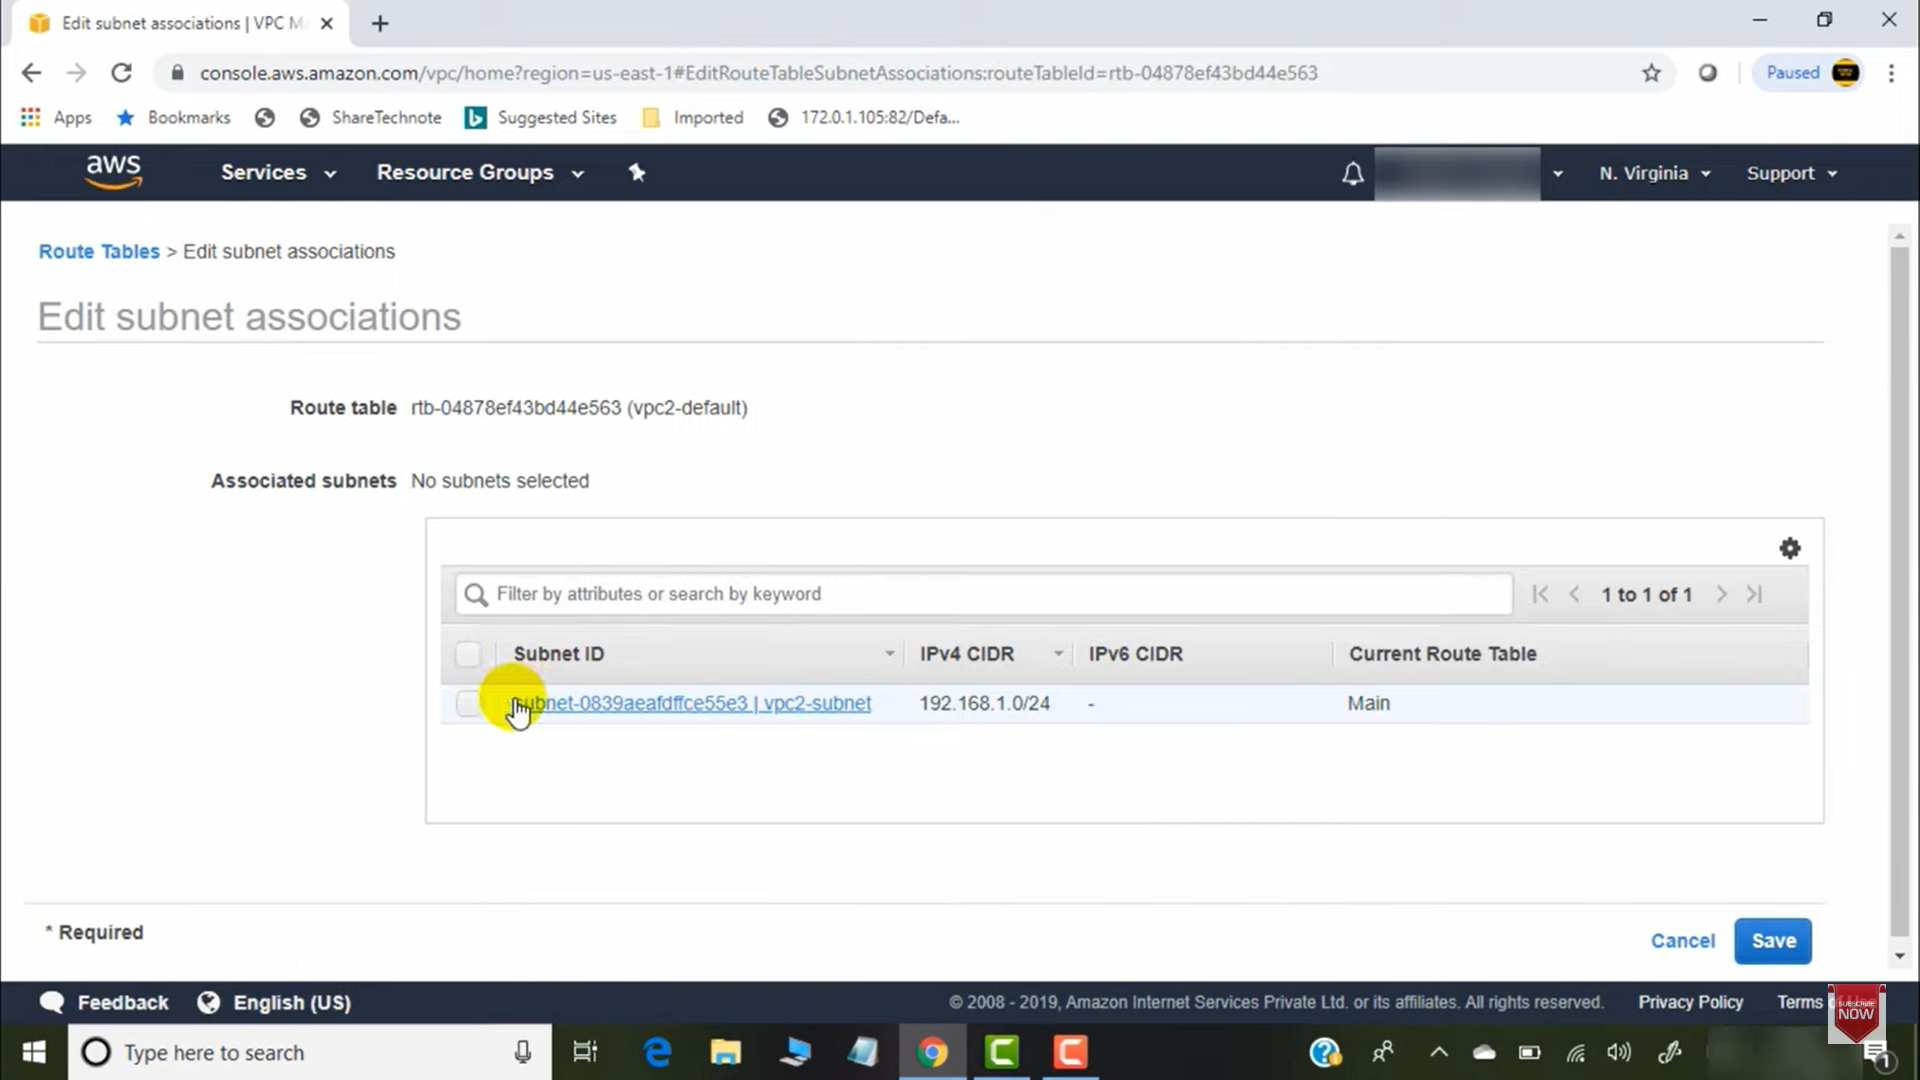 Edit subnet associations | VPC M
console.aws.amazon.com/vpc/home?region=us-east-1#EditRouteTableSubnetAssociations:routeTableId=rtb-04878ef43bd44e563
Paused
Apps Bookmarks ShareTechnote Suggested Sites Imported 172.0.1.105:82/Defa...
aws Services Resource Groups N. Virginia Support
Route Tables > Edit subnet associations
Edit subnet associations
Route table rtb-04878ef43bd44e563 (vpc2-default)
Associated subnets No subnets selected
Filter by attributes or search by keyword 1 to 1 of 1
Subnet ID IPv4 CIDR IPv6 CIDR Current Route Table
subnet-0839aeafdffce55e3 | vpc2-subnet 192.168.1.0/24 - Main
* Required
Cancel Save
Feedback English (US) © 2008 - 2019, Amazon Internet Services Private Ltd. or its affiliates. All rights reserved. Privacy Policy Terms
SUBSCRIBE
NOW
Type here to search
1